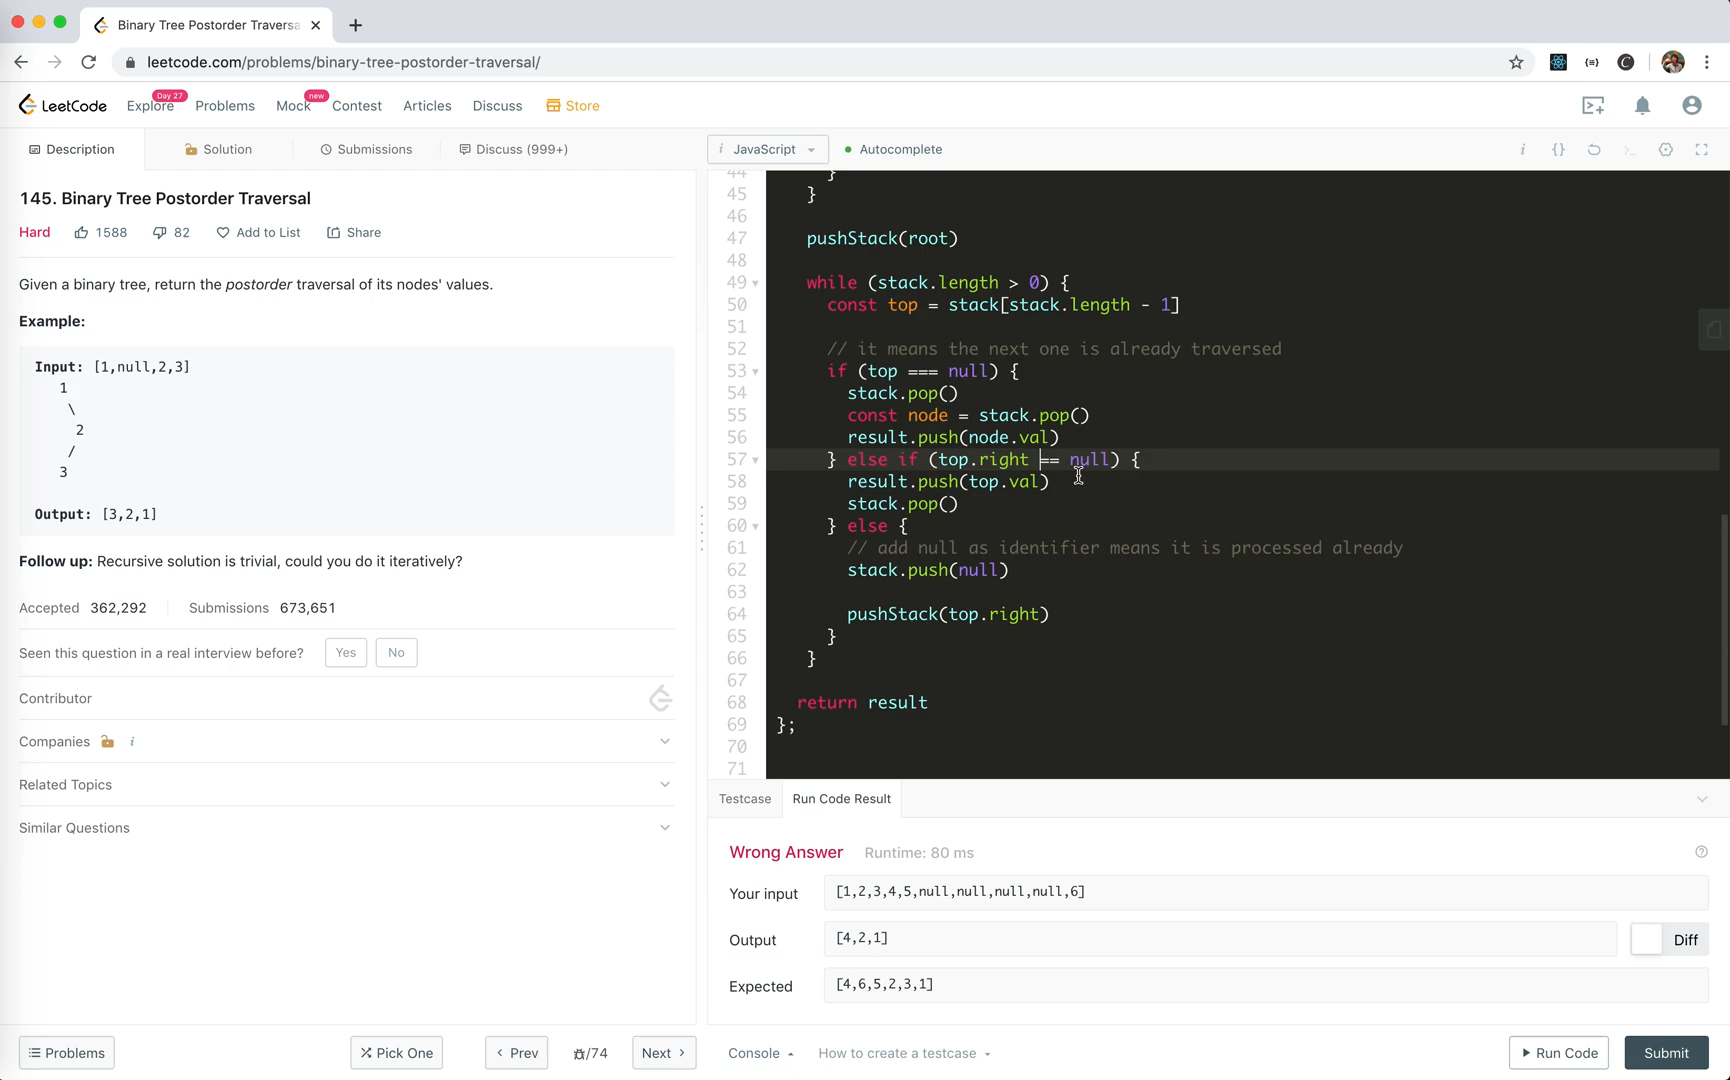 Binary Tree Postorder Traversa
leetcode.com/problems/binary-tree-postorder-traversal/
LeetCode
Explore
Day 27
Problems
Mock
new
Contest
Articles
Discuss
Store
Description
Solution
Submissions
Discuss (999+)
i JavaScript
Autocomplete
145. Binary Tree Postorder Traversal
Hard 1588 82 Add to List Share
Given a binary tree, return the postorder traversal of its nodes' values.
Example:
Input: [1,null,2,3]
1
\
2
/
3
Output: [3,2,1]
Follow up: Recursive solution is trivial, could you do it iteratively?
Accepted 362,292 Submissions 673,651
Seen this question in a real interview before? Yes No
Contributor
Companies i
Related Topics
Similar Questions
Problems
Pick One
Prev
/74
Next
44 }
45 }
46
47 pushStack(root)
48
49 while (stack.length > 0) {
50 const top = stack[stack.length - 1]
51
52 // it means the next one is already traversed
53 if (top === null) {
54 stack.pop()
55 const node = stack.pop()
56 result.push(node.val)
57 } else if (top.right == null) {
58 result.push(top.val)
59 stack.pop()
60 } else {
61 // add null as identifier means it is processed already
62 stack.push(null)
63
64 pushStack(top.right)
65 }
66 }
67
68 return result
69 };
70
71
Testcase
Run Code Result
Wrong Answer Runtime: 80 ms
Your input [1,2,3,4,5,null,null,null,null,6]
Output [4,2,1] Diff
Expected [4,6,5,2,3,1]
Console
How to create a testcase
Run Code
Submit